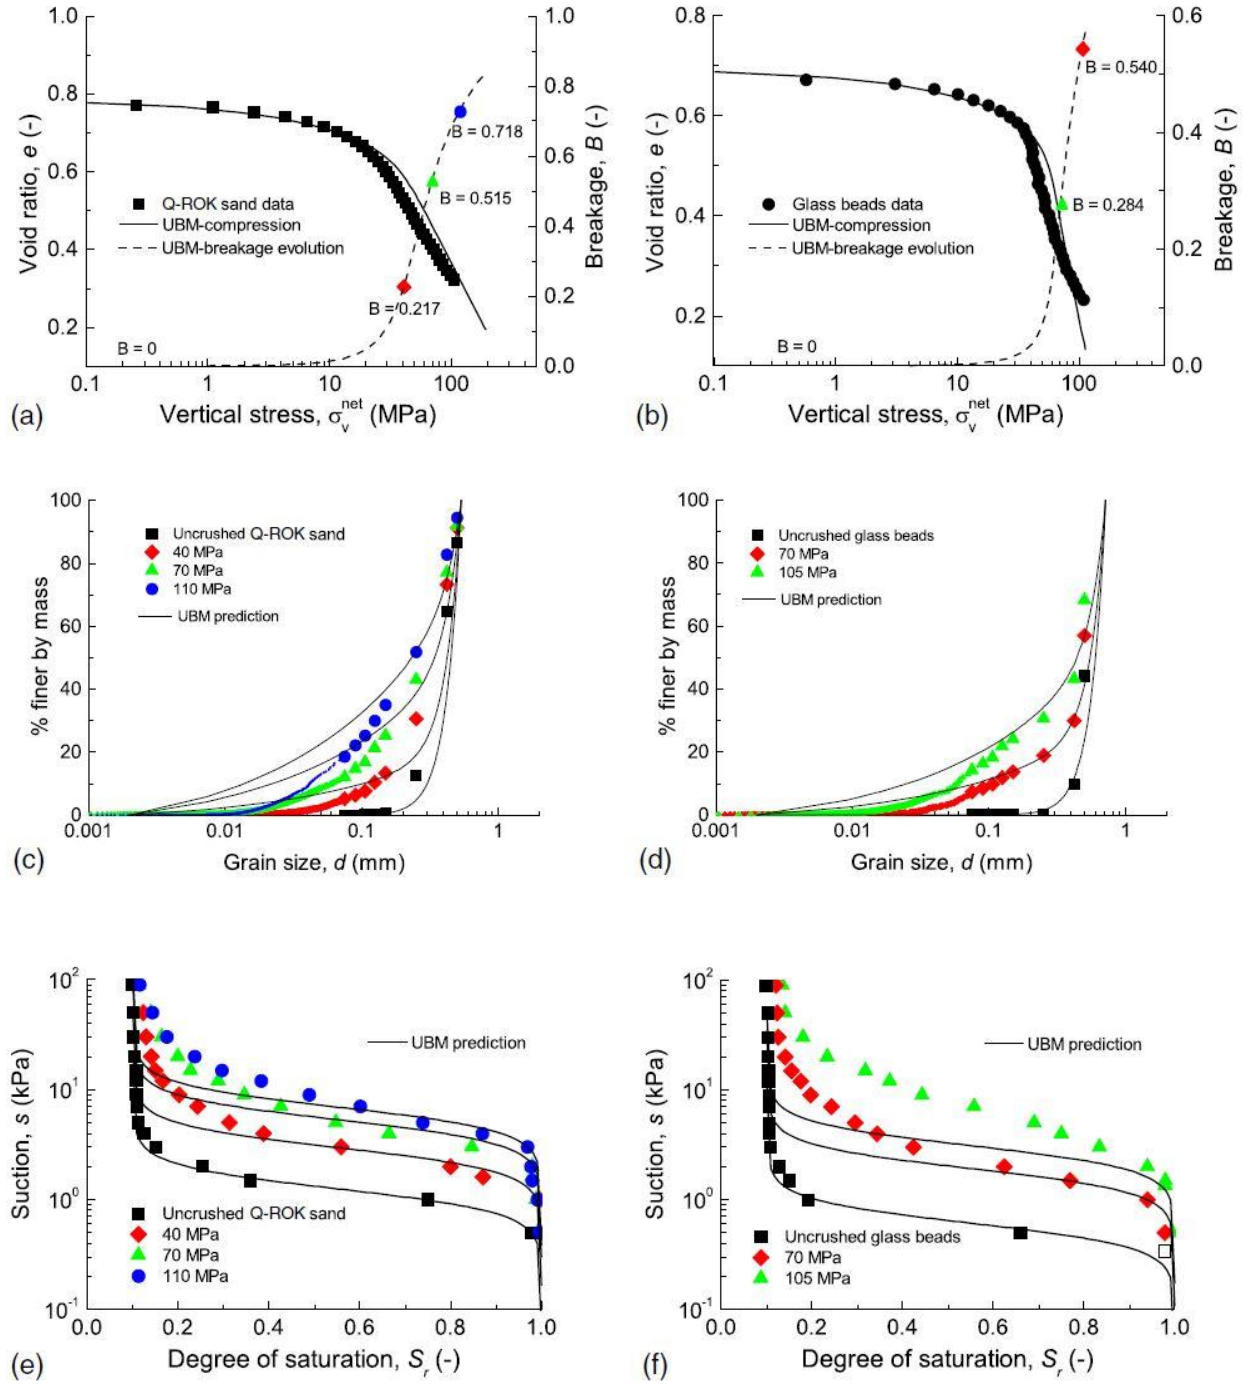 1.0
0.8
0.6
0.4
0.2
Void ratio, e (-)
1.0
0.8
0.6
0.4
0.2
0.0
Breakage, B (-)
B = 0.718
B = 0.515
B = 0.217
B = 0
Q-ROK sand data
UBM-compression
UBM-breakage evolution
0.1 1 10 100
(a) Vertical stress, σ_v^net (MPa)
0.8
0.6
0.4
0.2
Void ratio, e (-)
0.6
0.4
0.2
0.0
Breakage, B (-)
B = 0.540
B = 0.284
B = 0
Glass beads data
UBM-compression
UBM-breakage evolution
0.1 1 10 100
(b) Vertical stress, σ_v^net (MPa)
100
80
60
40
20
0
% finer by mass
Uncrushed Q-ROK sand
40 MPa
70 MPa
110 MPa
UBM prediction
0.001 0.01 0.1 1
(c) Grain size, d (mm)
100
80
60
40
20
0
% finer by mass
Uncrushed glass beads
70 MPa
105 MPa
UBM prediction
0.001 0.01 0.1 1
(d) Grain size, d (mm)
10²
10¹
10⁰
10⁻¹
Suction, s (kPa)
UBM prediction
Uncrushed Q-ROK sand
40 MPa
70 MPa
110 MPa
0.0 0.2 0.4 0.6 0.8 1.0
(e) Degree of saturation, S_r (-)
10²
10¹
10⁰
10⁻¹
Suction, s (kPa)
UBM prediction
Uncrushed glass beads
70 MPa
105 MPa
0.0 0.2 0.4 0.6 0.8 1.0
(f) Degree of saturation, S_r (-)